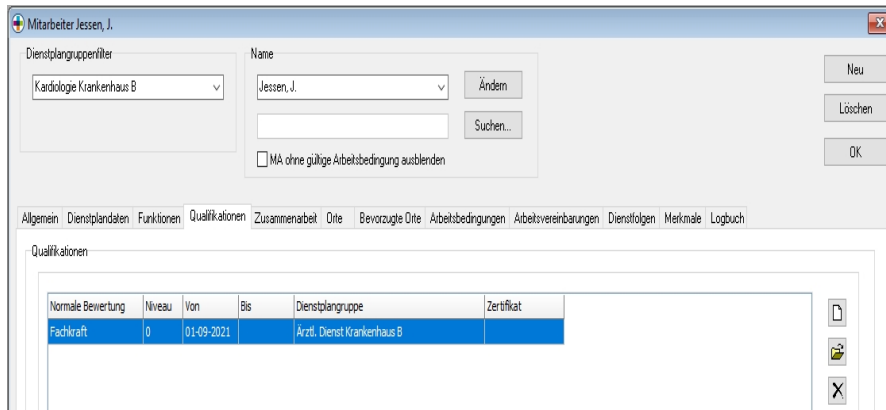 Mitarbeiter Jessen, J.
Dienstplangruppenfilter
Name
Kardiologie Krankenhaus B
Jessen, J.
Ändern
Neu
Suchen...
Löschen
MA ohne gültige Arbeitsbedingung ausblenden
OK
Allgemein Dienstplandaten Funktionen Qualifikationen Zusammenarbeit Orte Bevorzugte Orte Arbeitsbedingungen Arbeitsvereinbarungen Dienstfolgen Merkmale Logbuch
Qualifikationen
Normale Bewertung Niveau Von Bis Dienstplangruppe Zertifikat
Fachkraft 0 01-09-2021 Ärztl. Dienst Krankenhaus B